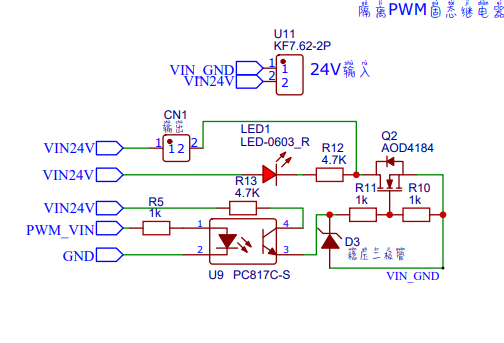 隔离PWM固态继电器
U11
KF7.62-2P
VIN_GND
1
24V输入
VIN24V
2
2
CN1
输出
VIN24V
1
1 2
2
LED1
LED-0603_R
Q2
AOD4184
R12
4.7K
VIN24V
R13
4.7K
VIN24V
R5
1k
R11
1k
R10
1k
PWM_VIN
1
4
GND
2
3
D3
稳压二极管
U9 PC817C-S
VIN_GND